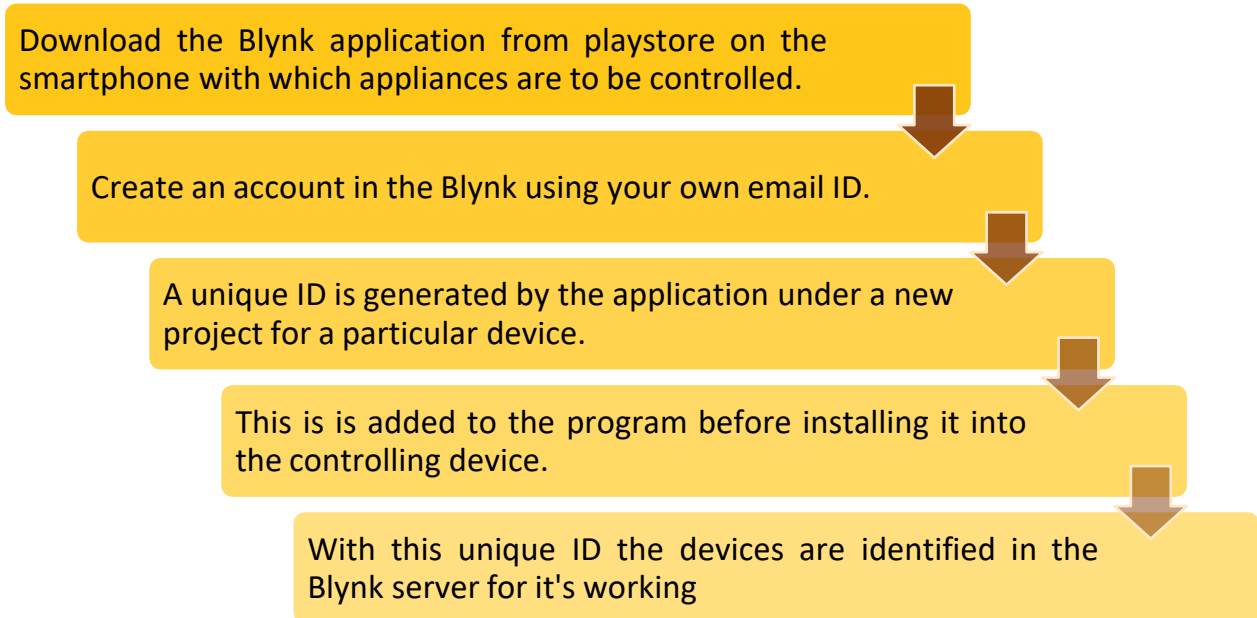 Download the Blynk application from playstore on the
smartphone with which appliances are to be controlled.
Create an account in the Blynk using your own email ID.
A unique ID is generated by the application under a new
project for a particular device.
This is is added to the program before installing it into
the controlling device.
With this unique ID the devices are identified in the
Blynk server for it's working